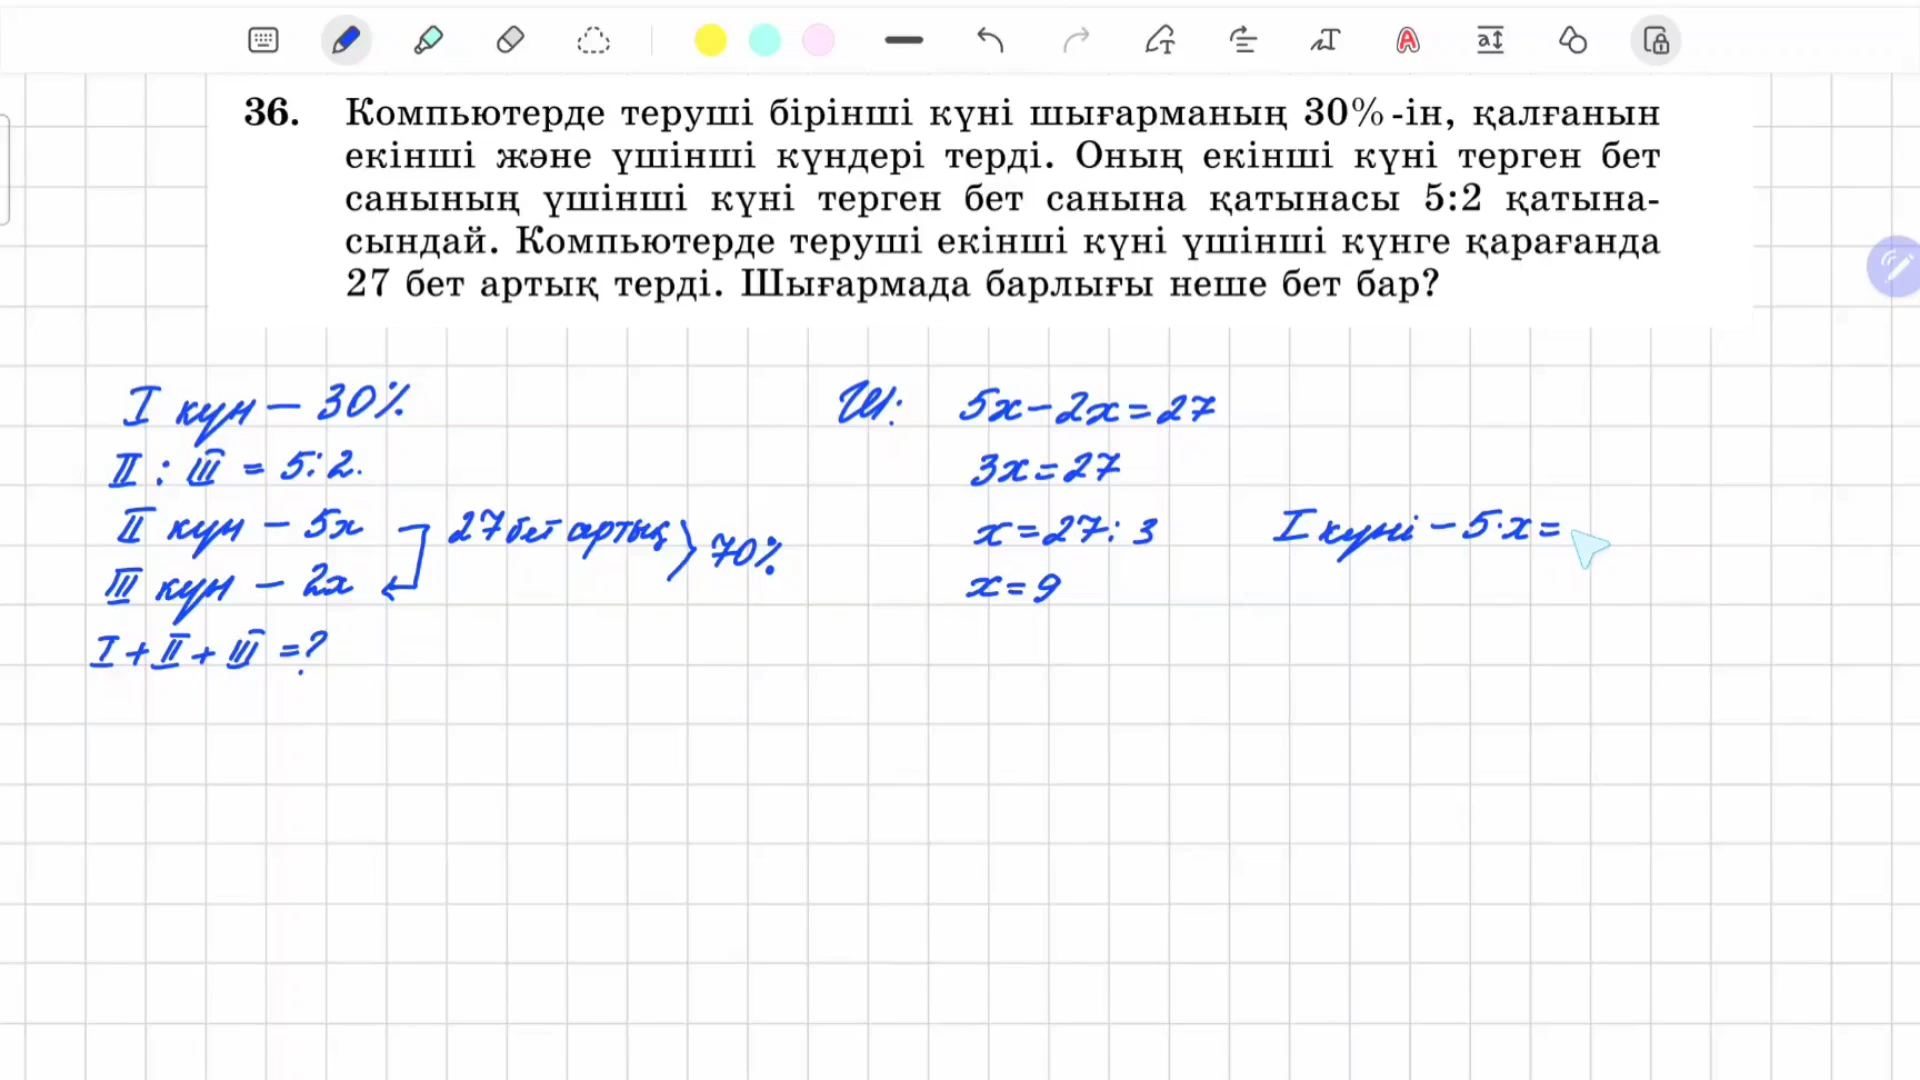 36. Компьютерде теруші бірінші күні шығарманың 30%-ін, қалғанын
екінші және үшінші күндері терді. Оның екінші күні терген бет
санының үшінші күні терген бет санына қатынасы 5:2 қатына-
сындай. Компьютерде теруші екінші күні үшінші күнге қарағанда
27 бет артық терді. Шығармада барлығы неше бет бар?
I күн – 30%
II : III = 5:2.
II күн – 5x
27 бет артық
70%
III күн – 2x
I + II + III = ?
Ш: 5x – 2x = 27
3x = 27
x = 27 : 3
x = 9
I күні – 5·x =